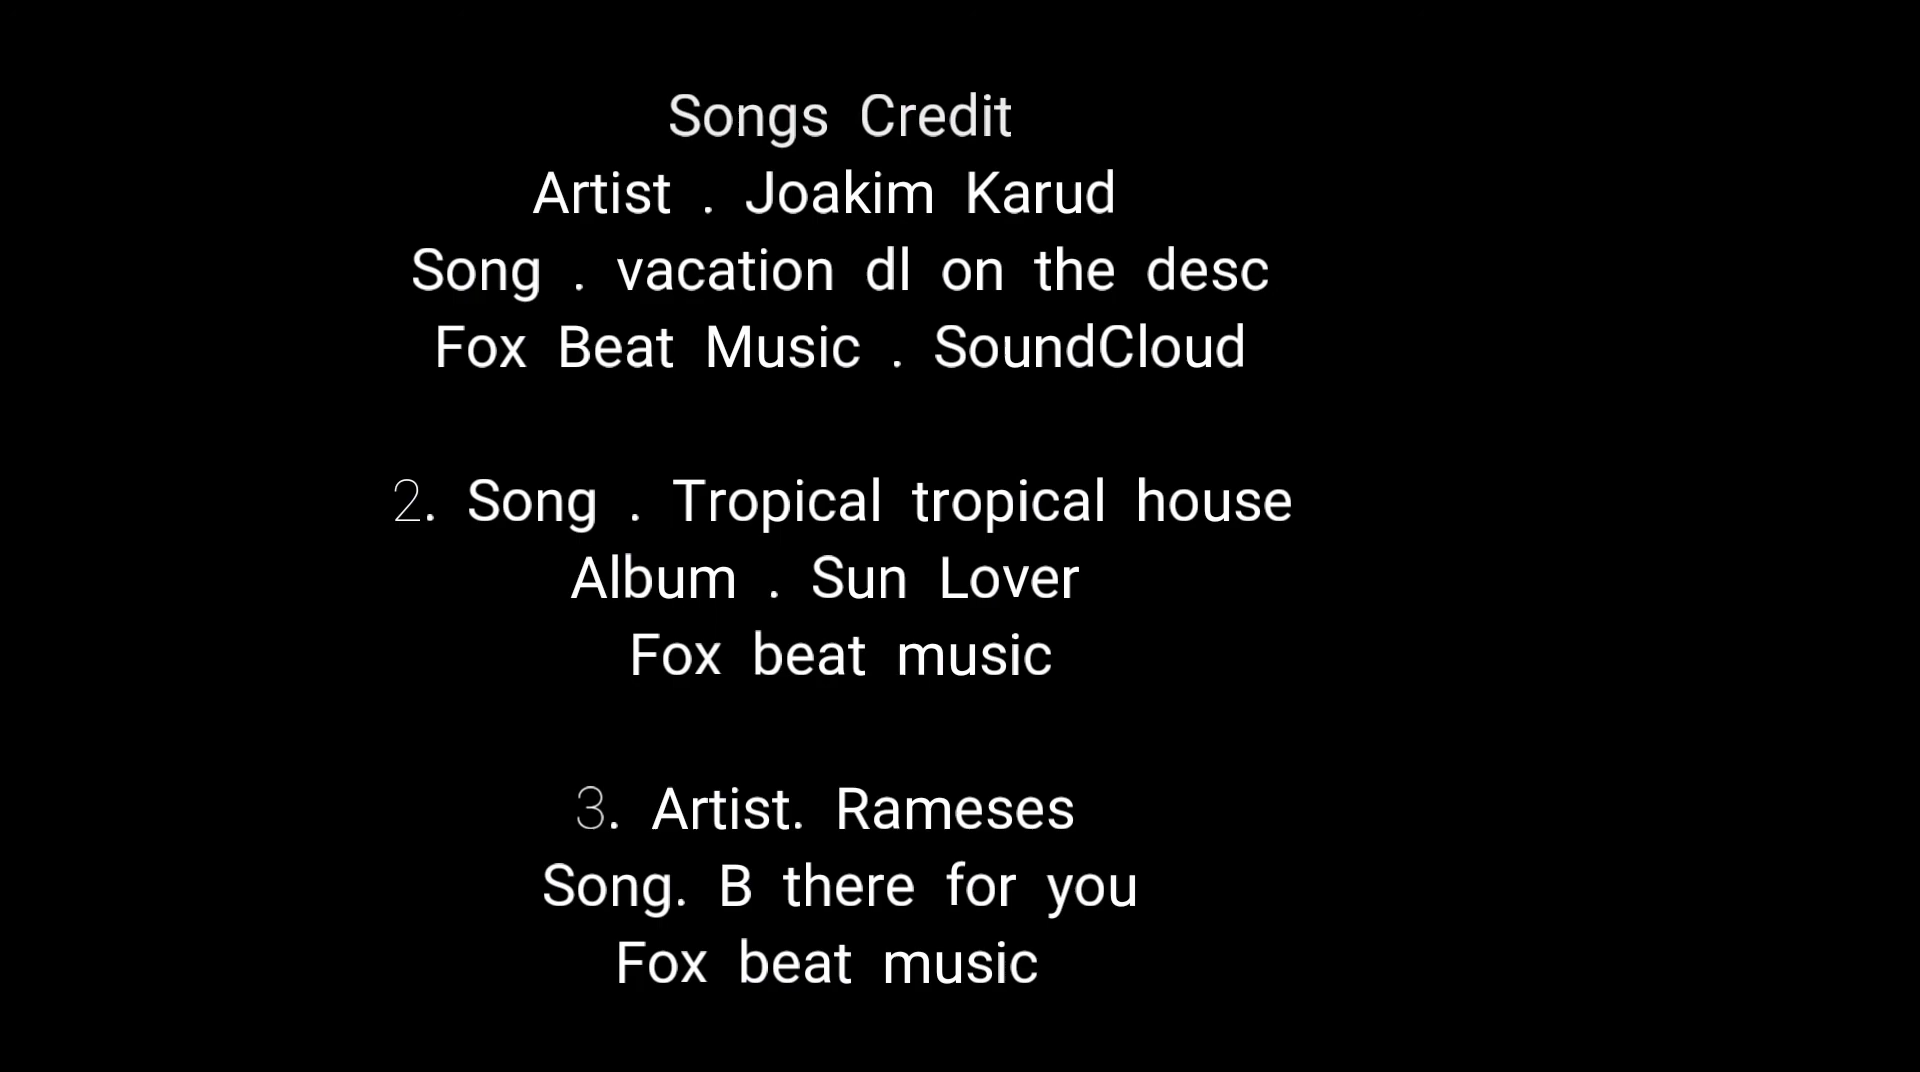 Songs Credit
Artist . Joakim Karud
Song . vacation dl on the desc
Fox Beat Music . SoundCloud
2. Song . Tropical tropical house
Album . Sun Lover
Fox beat music
3. Artist. Rameses
Song. B there for you
Fox beat music